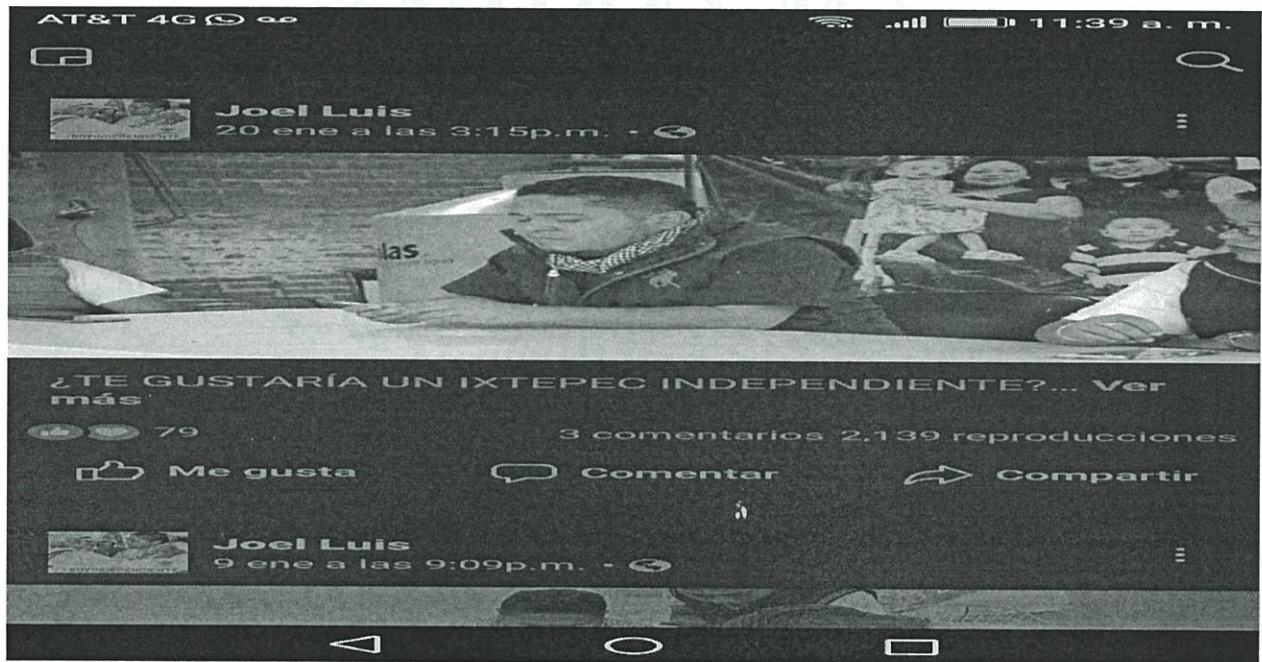 AT&T 4G 11:39 a. m.
Joel Luis
20 ene a las 3:15p.m. •
las
¿TE GUSTARÍA UN IXTEPEC INDEPENDIENTE?... Ver
más
79 3 comentarios 2.139 reproducciones
Me gusta Comentar Compartir
Joel Luis
9 ene a las 9:09p.m. •